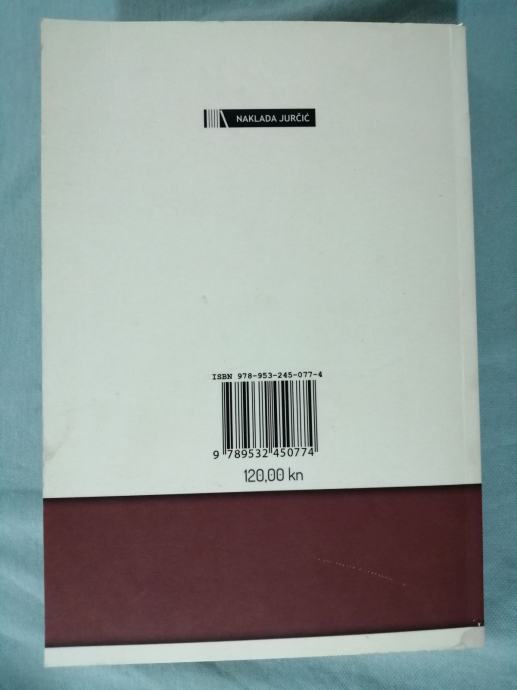 NAKLADA JURČIĆ
ISBN 978-953-245-077-4
9 789532 450774
120,00 kn